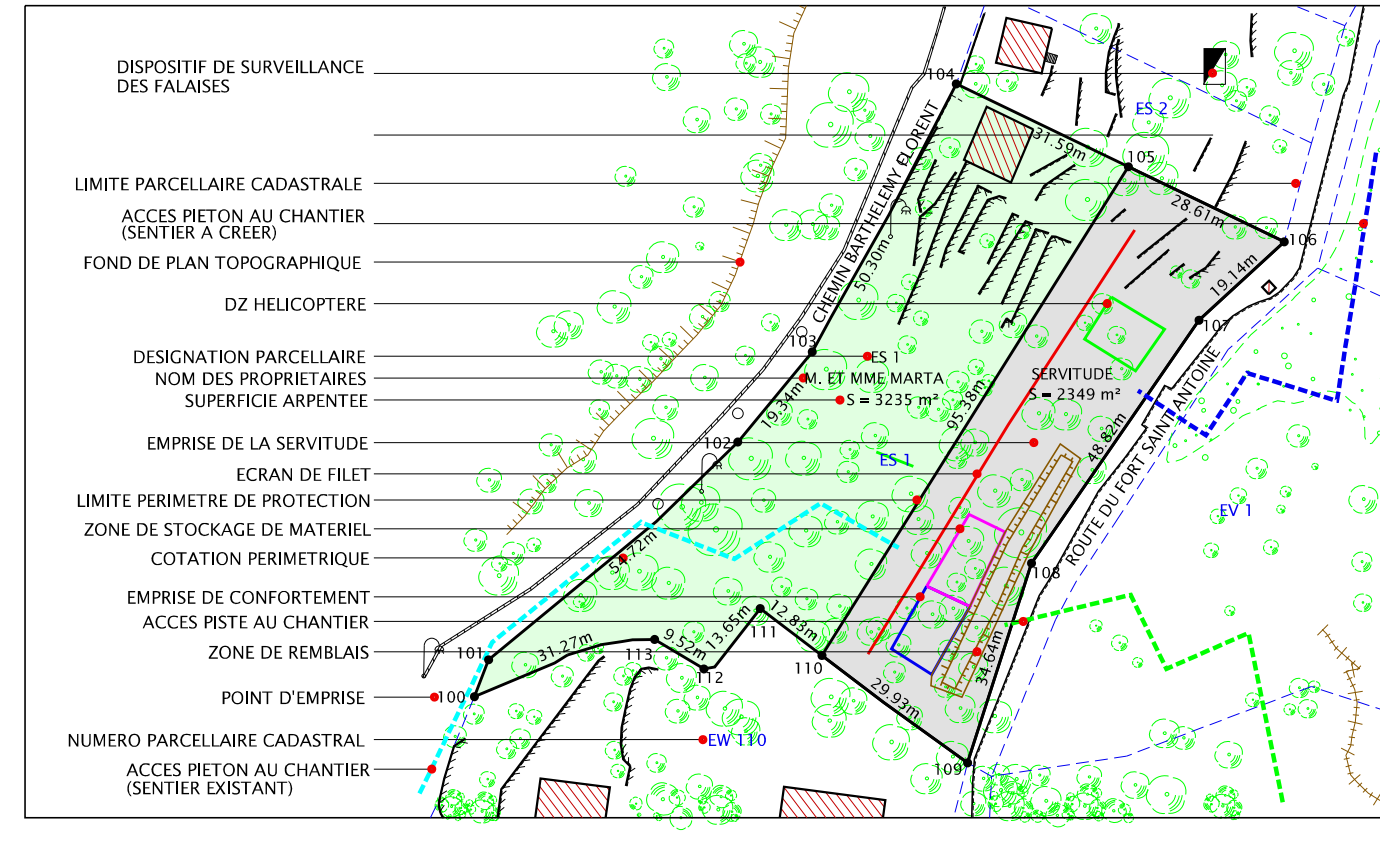 DISPOSITIF DE SURVEILLANCE
DES FALAISES
LIMITE PARCELLAIRE CADASTRALE
ACCES PIETON AU CHANTIER
(SENTIER A CREER)
FOND DE PLAN TOPOGRAPHIQUE
DZ HELICOPTERE
DESIGNATION PARCELLAIRE
NOM DES PROPRIETAIRES
SUPERFICIE ARPENTEE
EMPRISE DE LA SERVITUDE
ECRAN DE FILET
LIMITE PERIMETRE DE PROTECTION
ZONE DE STOCKAGE DE MATERIEL
COTATION PERIMETRIQUE
EMPRISE DE CONFORTEMENT
ACCES PISTE AU CHANTIER
ZONE DE REMBLAIS
POINT D'EMPRISE
NUMERO PARCELLAIRE CADASTRAL
ACCES PIETON AU CHANTIER
(SENTIER EXISTANT)
104
ES 2
31.59m
105
CHEMIN BARTHELEMY FLORENT
28.61m
106
50.30m
19.14m
107
103
ES 1
M. ET MME MARTA
S = 3235 m²
SERVITUDE
S = 2349 m²
19.34m
95.38m
48.82m
ROUTE DU FORT SAINT ANTOINE
102
ES 1
EV 1
54.72m
108
12.83m
111
13.65m
9.52m
31.27m
113
112
110
101
100
34.64m
29.93m
EW 110
109